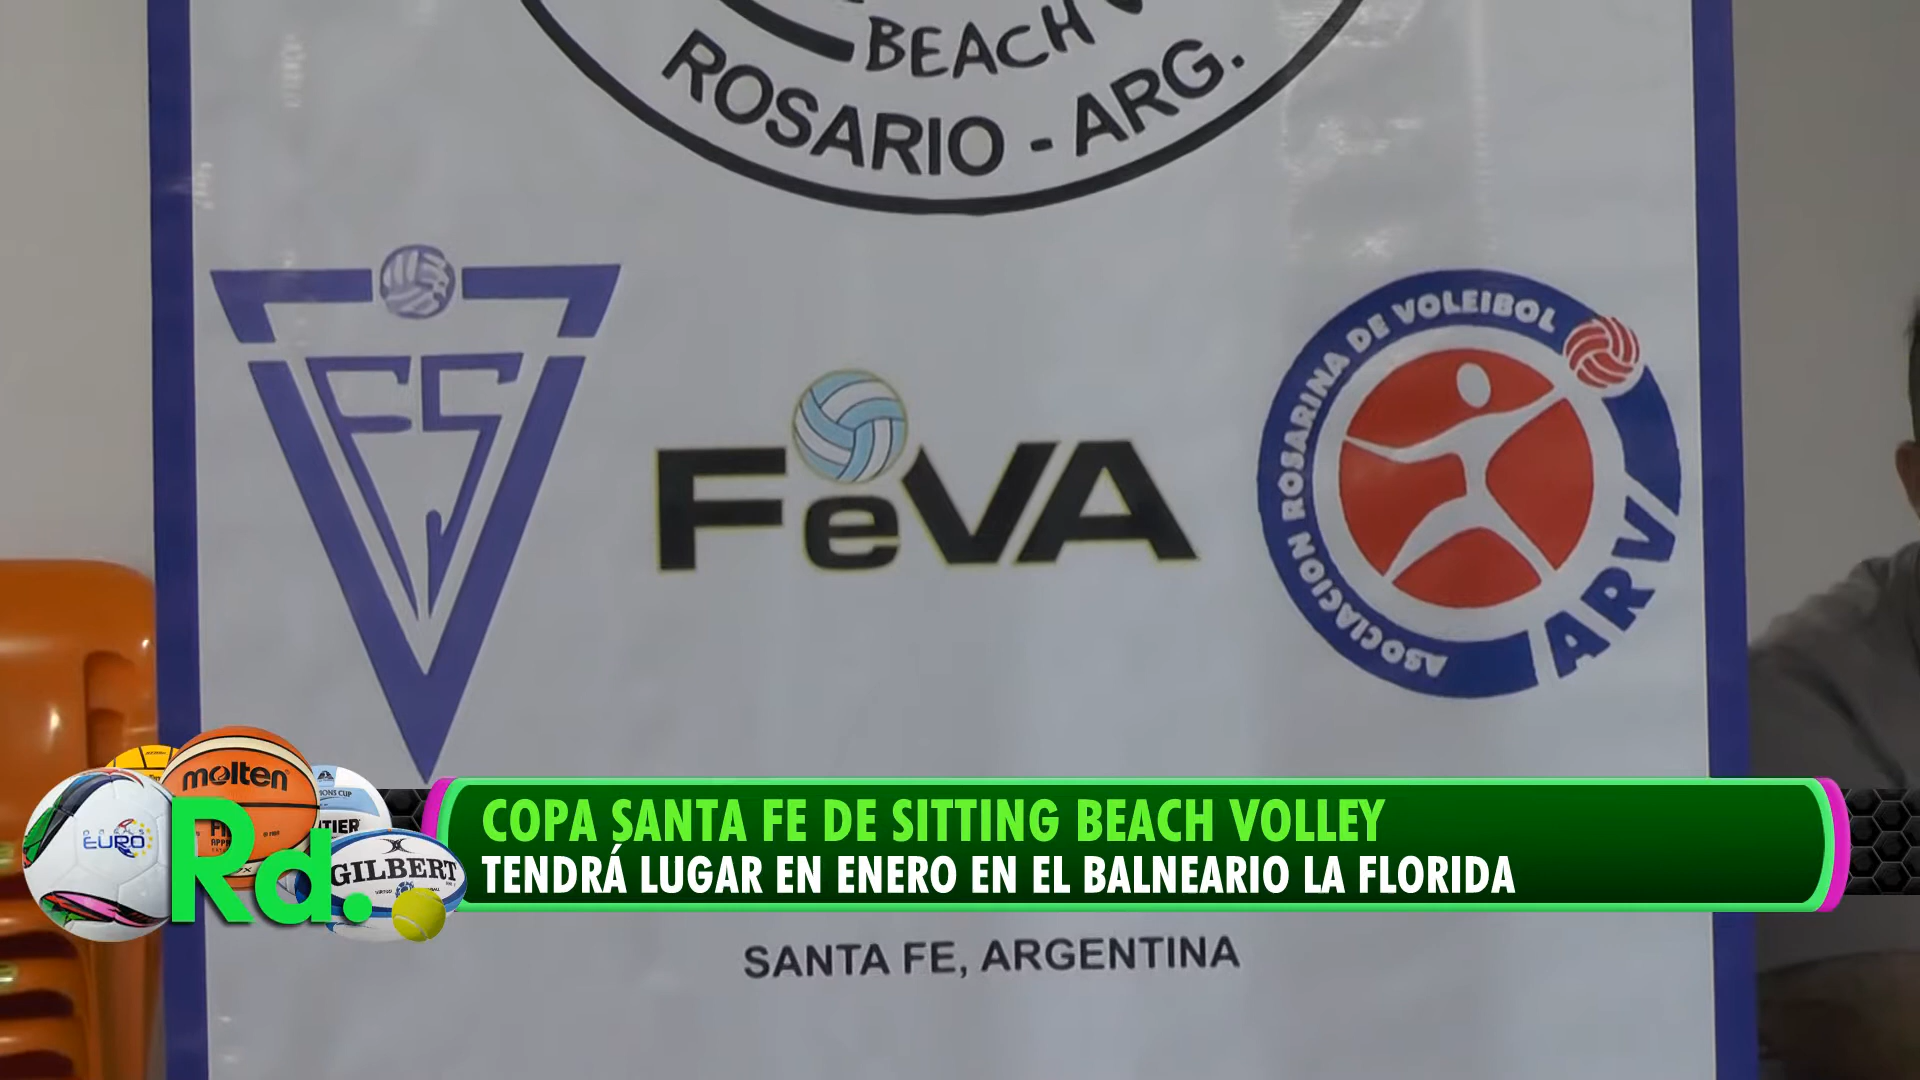 BEACH
ROSARIO - ARG.
FSV
FeVA
ASOCIACION ROSARINA DE VOLEIBOL
ARV
molten
EURO
GILBERT
Rd.
COPA SANTA FE DE SITTING BEACH VOLLEY
TENDRÁ LUGAR EN ENERO EN EL BALNEARIO LA FLORIDA
SANTA FE, ARGENTINA